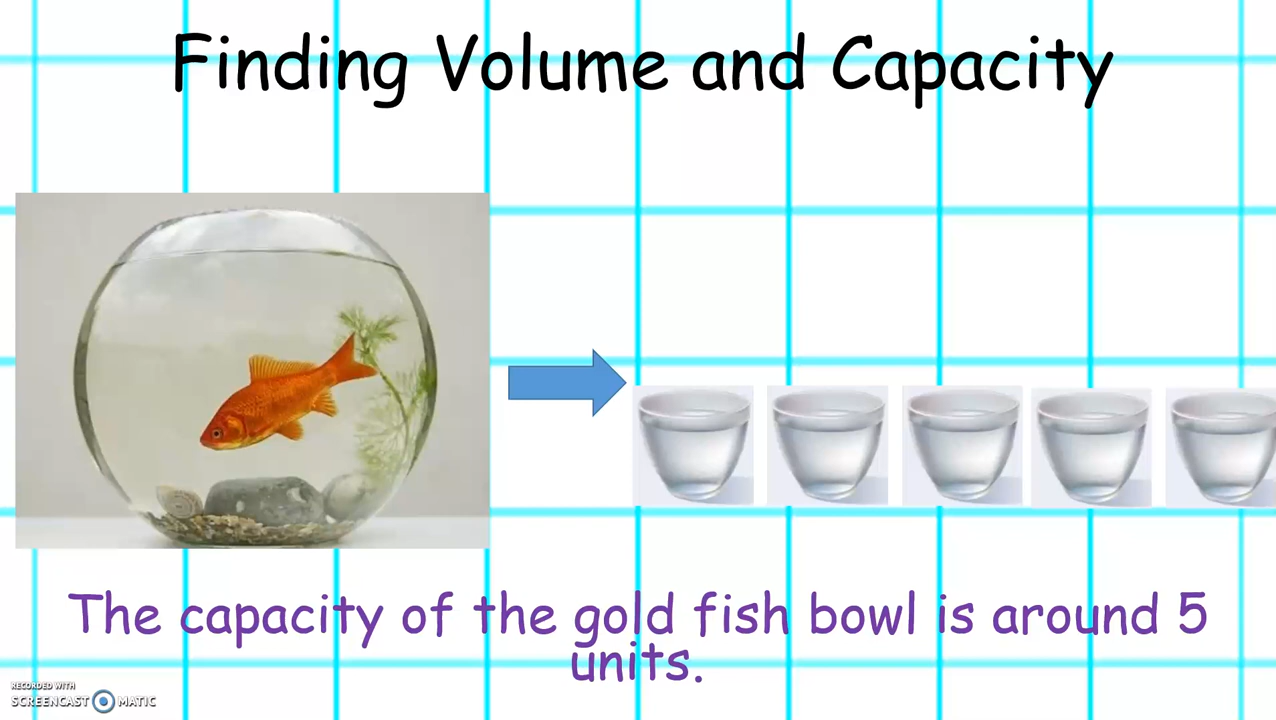 Finding Volume and Capacity
The capacity of the gold fish bowl is around 5
units.
RECORDED WITH
SCREENCAST MATIC